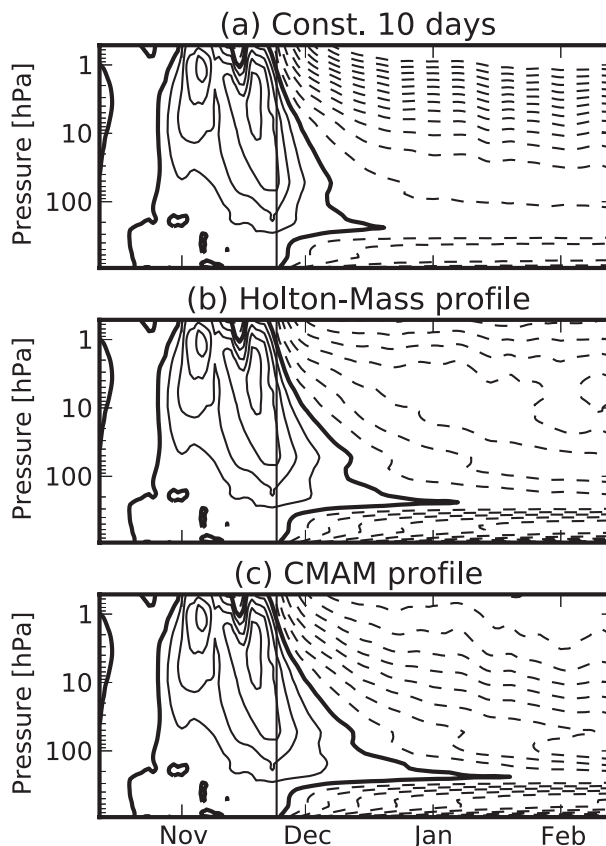 (a) Const. 10 days
Pressure [hPa]
1
10
100
(b) Holton-Mass profile
Pressure [hPa]
1
10
100
(c) CMAM profile
Pressure [hPa]
1
10
100
Nov Dec Jan Feb